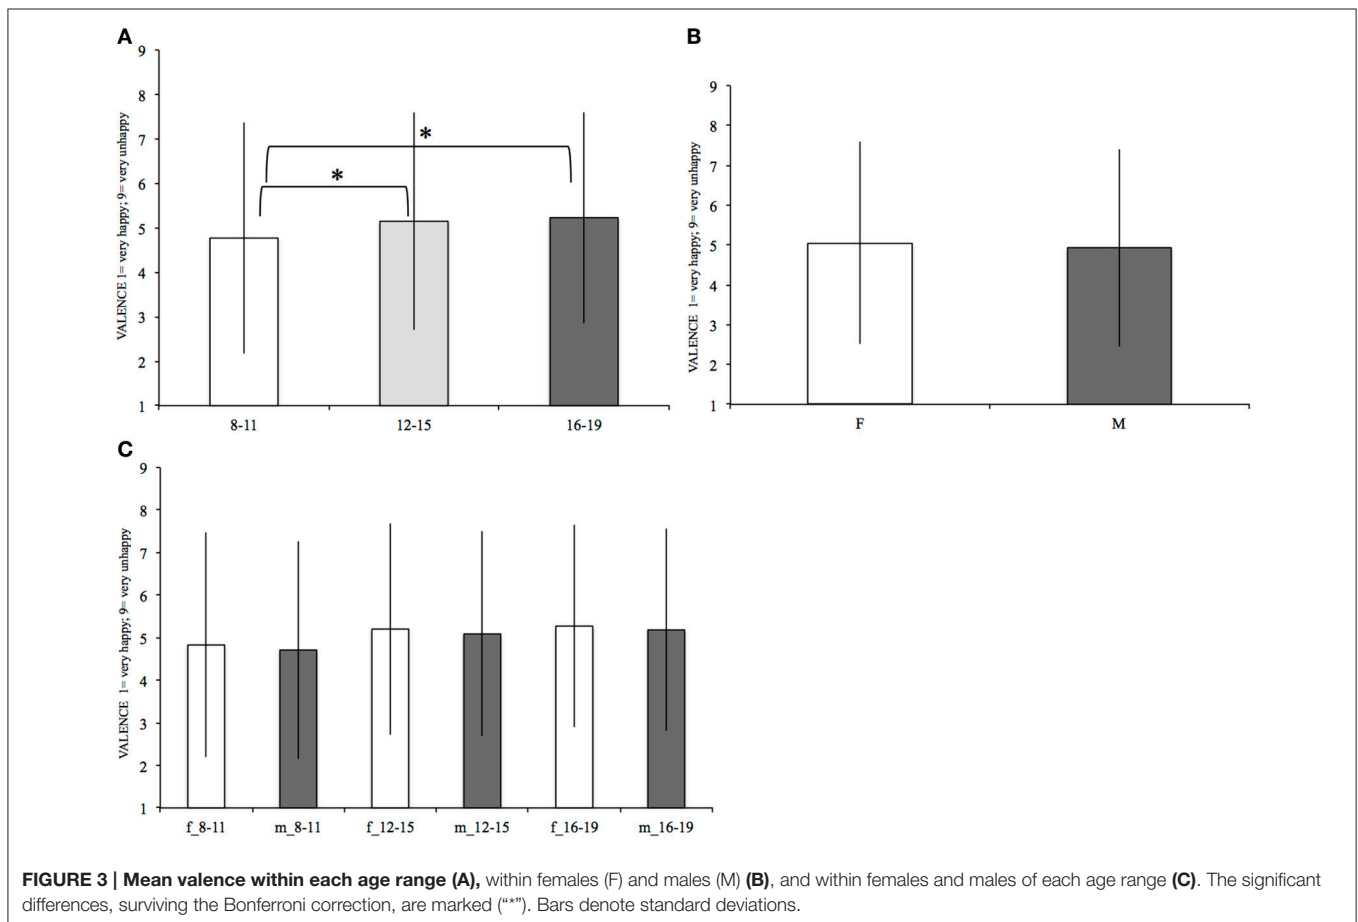 A
VALENCE 1= very happy; 9= very unhappy
9
8
7
6
5
4
3
2
1
*
*
8-11 12-15 16-19
B
VALENCE 1= very happy; 9= very unhappy
9
8
7
6
5
4
3
2
1
F M
C
VALENCE 1= very happy; 9= very unhappy
9
8
7
6
5
4
3
2
1
f_8-11 m_8-11 f_12-15 m_12-15 f_16-19 m_16-19
FIGURE 3 | Mean valence within each age range (A), within females (F) and males (M) (B), and within females and males of each age range (C). The significant
differences, surviving the Bonferroni correction, are marked (“*”). Bars denote standard deviations.